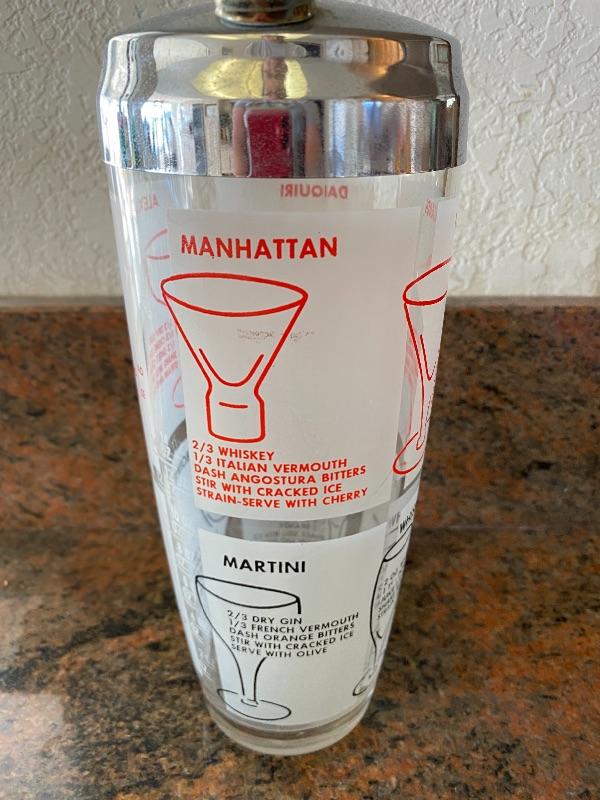 DAIQUIRI
MANHATTAN
2/3 WHISKEY
1/3 ITALIAN VERMOUTH
DASH ANGOSTURA BITTERS
STIR WITH CRACKED ICE
STRAIN-SERVE WITH CHERRY
MARTINI
2/3 DRY GIN
1/3 FRENCH VERMOUTH
DASH ORANGE BITTERS
STIR WITH CRACKED ICE
SERVE WITH OLIVE